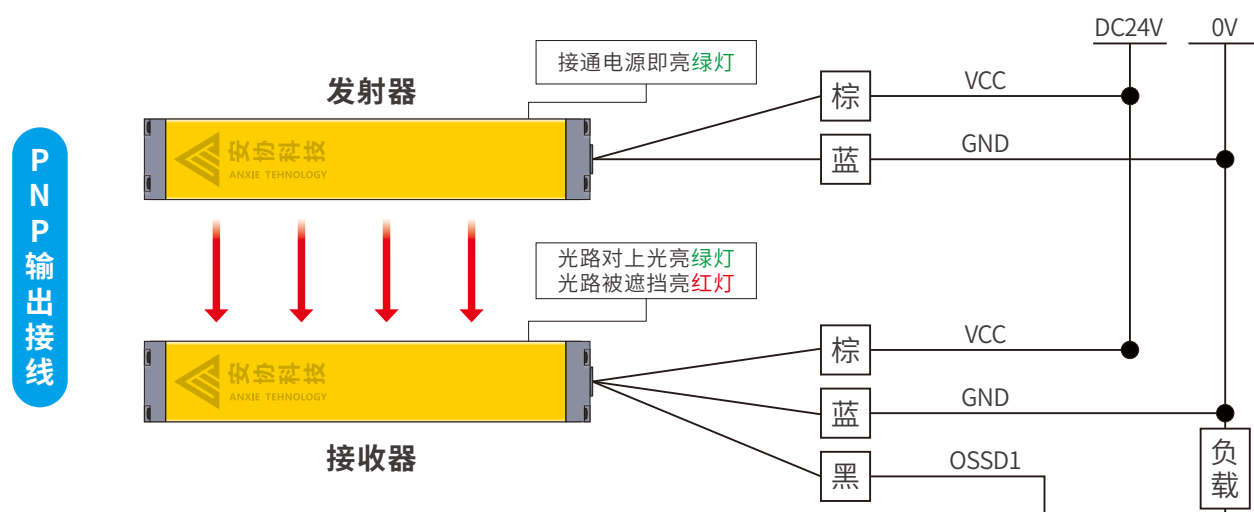 DC24V
0V
接通电源即亮绿灯
发射器
棕
VCC
安协科技
ANXIE TEHNOLOGY
蓝
GND
PNP输出接线
光路对上光亮绿灯
光路被遮挡亮红灯
棕
VCC
安协科技
ANXIE TEHNOLOGY
蓝
GND
接收器
黑
OSSD1
负载